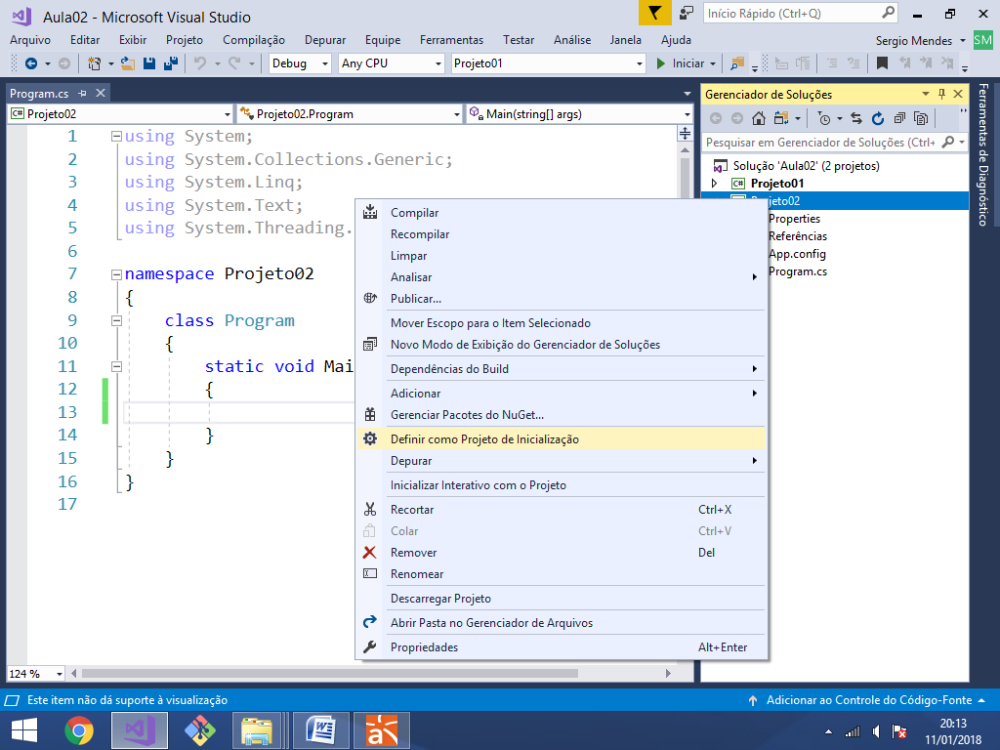 Aula02 - Microsoft Visual Studio
Início Rápido (Ctrl+Q)
Arquivo Editar Exibir Projeto Compilação Depurar Equipe Ferramentas Testar Análise Janela Ajuda
Sergio Mendes SM
Debug Any CPU Projeto01 Iniciar
Program.cs
Projeto02 Projeto02.Program Main(string[] args)
1 using System;
2 using System.Collections.Generic;
3 using System.Linq;
4 using System.Text;
5 using System.Threading.
6
7 namespace Projeto02
8 {
9 class Program
10 {
11 static void Mai
12 {
13
14 }
15 }
16 }
17
124 %
Compilar
Recompilar
Limpar
Analisar
Publicar...
Mover Escopo para o Item Selecionado
Novo Modo de Exibição do Gerenciador de Soluções
Dependências do Build
Adicionar
Gerenciar Pacotes do NuGet...
Definir como Projeto de Inicialização
Depurar
Inicializar Interativo com o Projeto
Recortar Ctrl+X
Colar Ctrl+V
Remover Del
Renomear
Descarregar Projeto
Abrir Pasta no Gerenciador de Arquivos
Propriedades Alt+Enter
Gerenciador de Soluções
Pesquisar em Gerenciador de Soluções (Ctrl+
Solução 'Aula02' (2 projetos)
C# Projeto01
Projeto02
Properties
Referências
App.config
Program.cs
Ferramentas de Diagnóstico
Este item não dá suporte à visualização
Adicionar ao Controle do Código-Fonte
20:13
11/01/2018